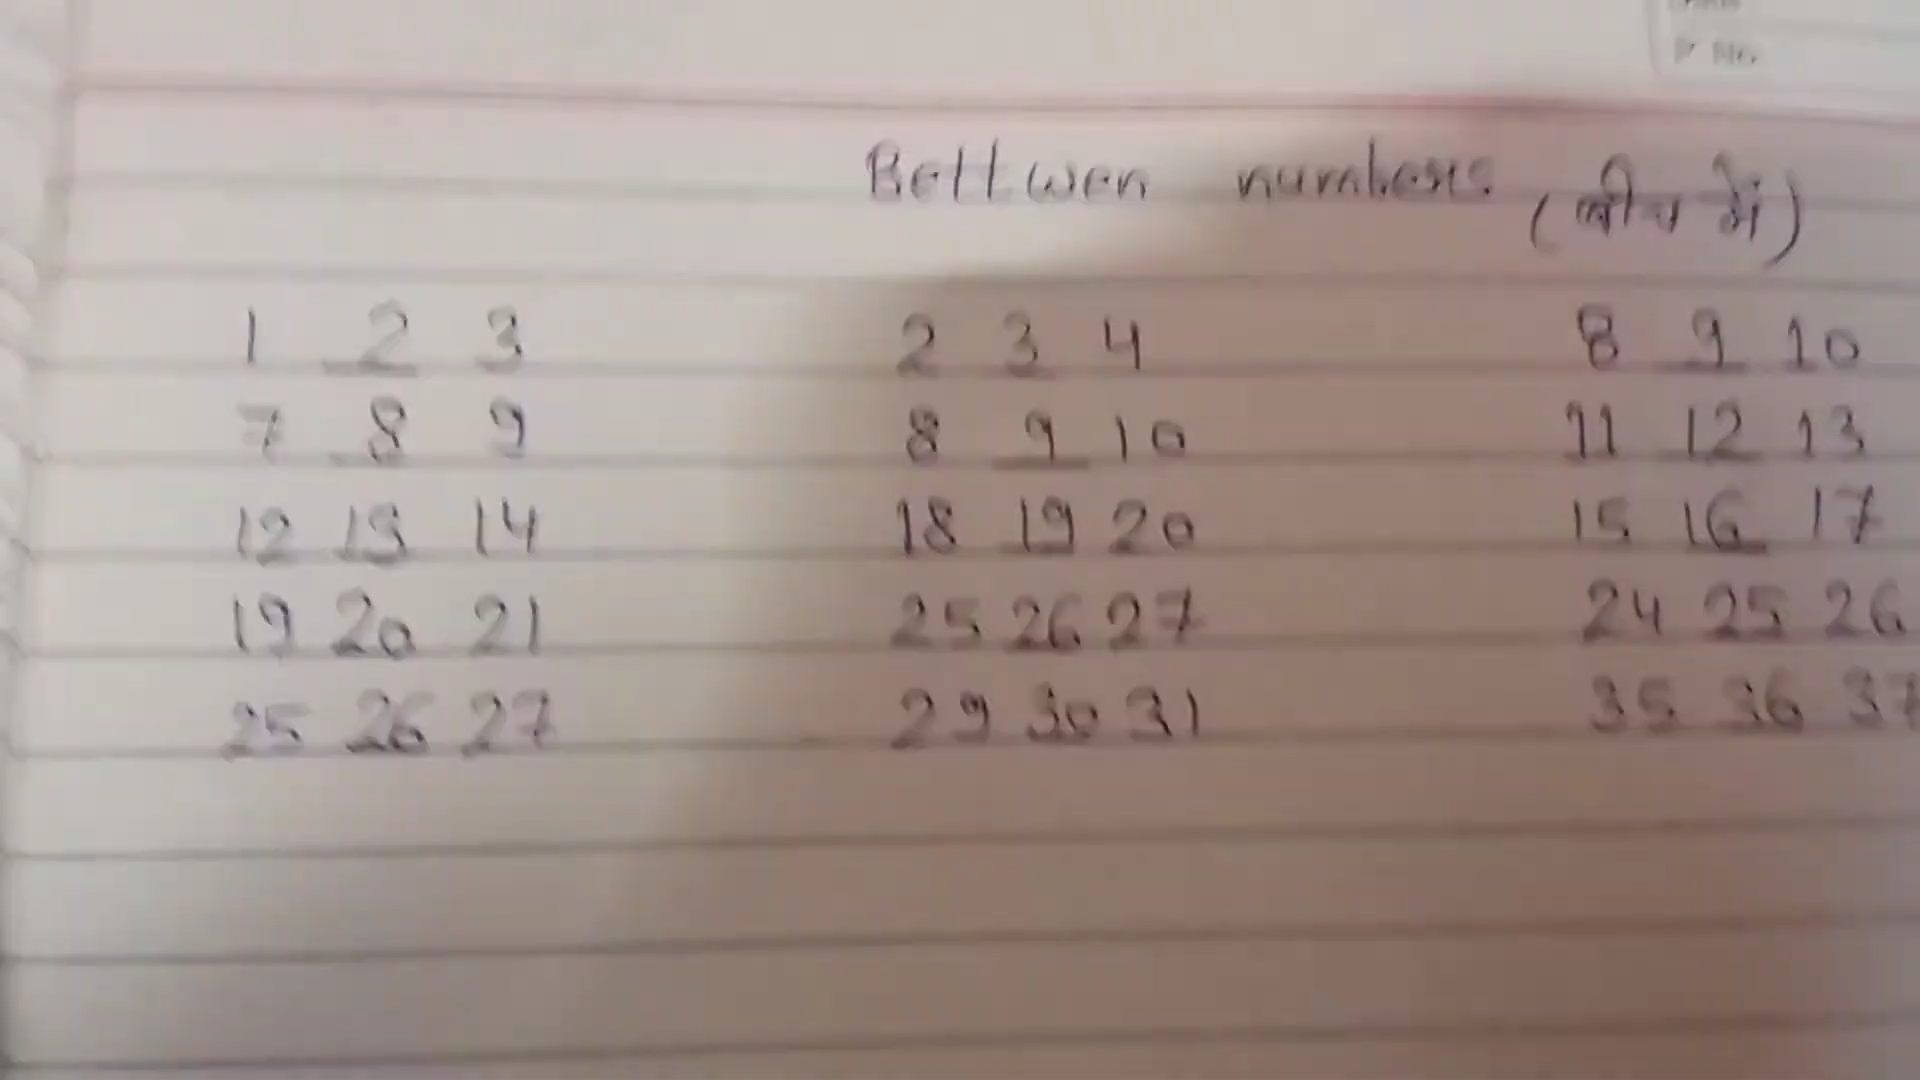 P No.
Bettwen numbers. (बीच में)
1 2 3 2 3 4 8 9 10
7 8 9 8 9 10 11 12 13
12 13 14 18 19 20 15 16 17
19 20 21 25 26 27 24 25 26
25 26 27 29 30 31 35 36 37